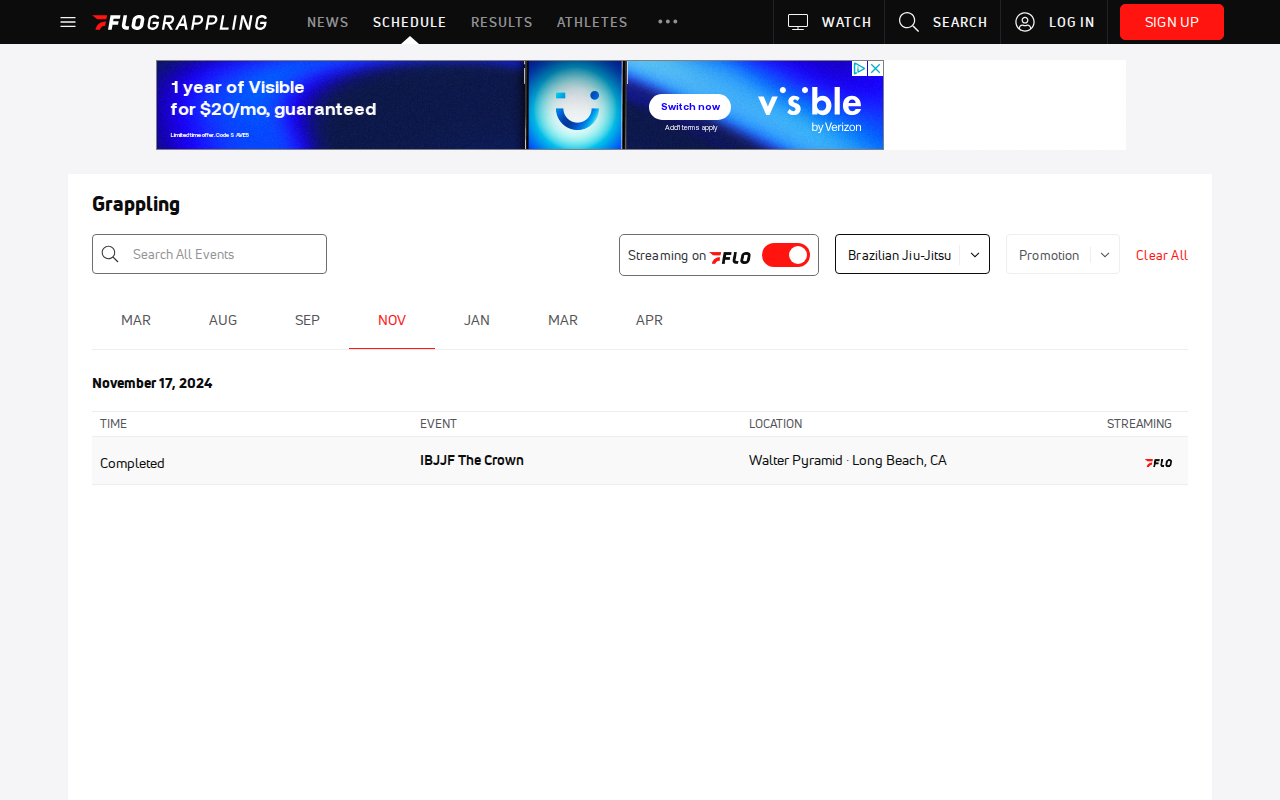 FLOGRAPPLING NEWS SCHEDULE RESULTS ATHLETES WATCH SEARCH LOG IN SIGN UP
1 year of Visible
for $20/mo, guaranteed
Limited time offer. Code SAVE5
Switch now
Add'l terms apply
visible
by Verizon
Grappling
Search All Events
Streaming on FLO
Brazilian Jiu-Jitsu
Promotion
Clear All
MAR AUG SEP NOV JAN MAR APR
November 17, 2024
TIME EVENT LOCATION STREAMING
Completed IBJJF The Crown Walter Pyramid · Long Beach, CA FLO